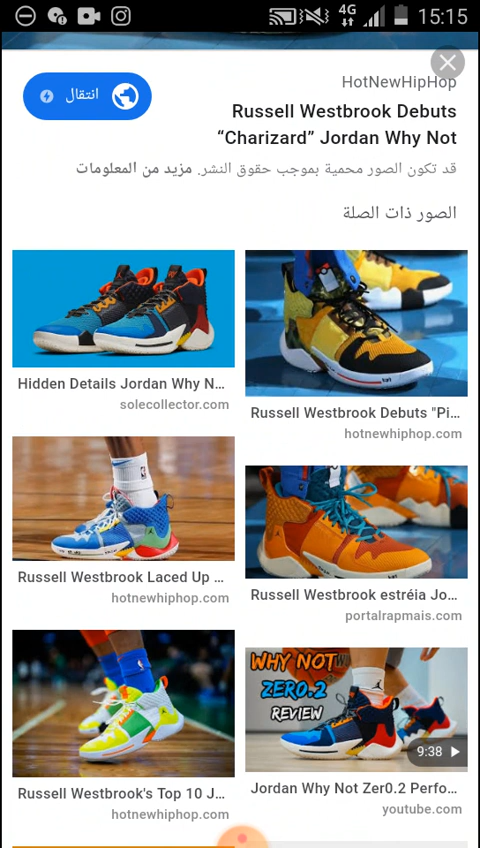 4G 15:15
HotNewHipHop
انتقال
Russell Westbrook Debuts
“Charizard” Jordan Why Not
قد تكون الصور محمية بموجب حقوق النشر. مزيد من المعلومات
الصور ذات الصلة
Hidden Details Jordan Why N...
solecollector.com
Russell Westbrook Debuts "Pi...
hotnewhiphop.com
Russell Westbrook Laced Up ...
hotnewhiphop.com
Russell Westbrook estréia Jo...
portalrapmais.com
Russell Westbrook's Top 10 J...
hotnewhiphop.com
WHY NOT
ZER0.2
REVIEW
9:38
Jordan Why Not Zer0.2 Perfo...
youtube.com